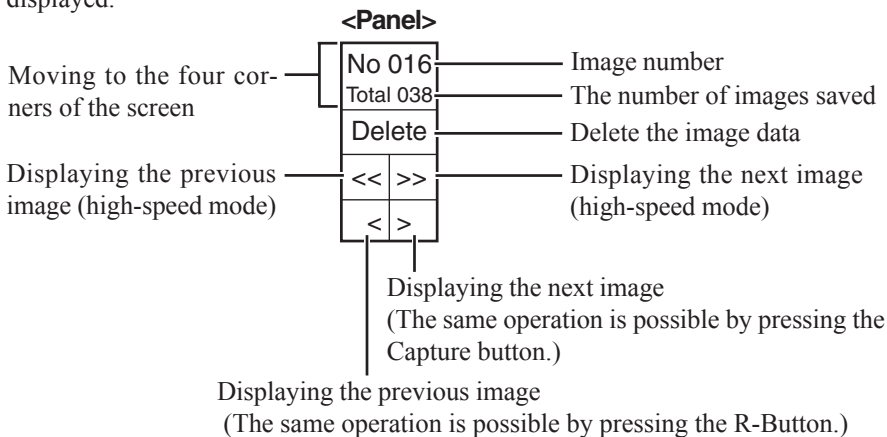 displayed.
<Panel>
No 016
Total 038
Delete
<< >>
< >
Moving to the four cor-
ners of the screen
Displaying the previous
image (high-speed mode)
Image number
The number of images saved
Delete the image data
Displaying the next image
(high-speed mode)
Displaying the next image
(The same operation is possible by pressing the
Capture button.)
Displaying the previous image
(The same operation is possible by pressing the R-Button.)